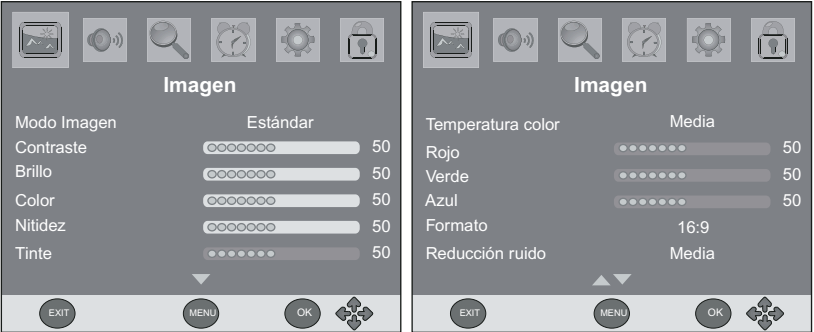 Imagen
Modo Imagen Estándar
Contraste 50
Brillo 50
Color 50
Nitidez 50
Tinte 50
EXIT MENU OK
Imagen
Temperatura color Media
Rojo 50
Verde 50
Azul 50
Formato 16:9
Reducción ruido Media
EXIT MENU OK